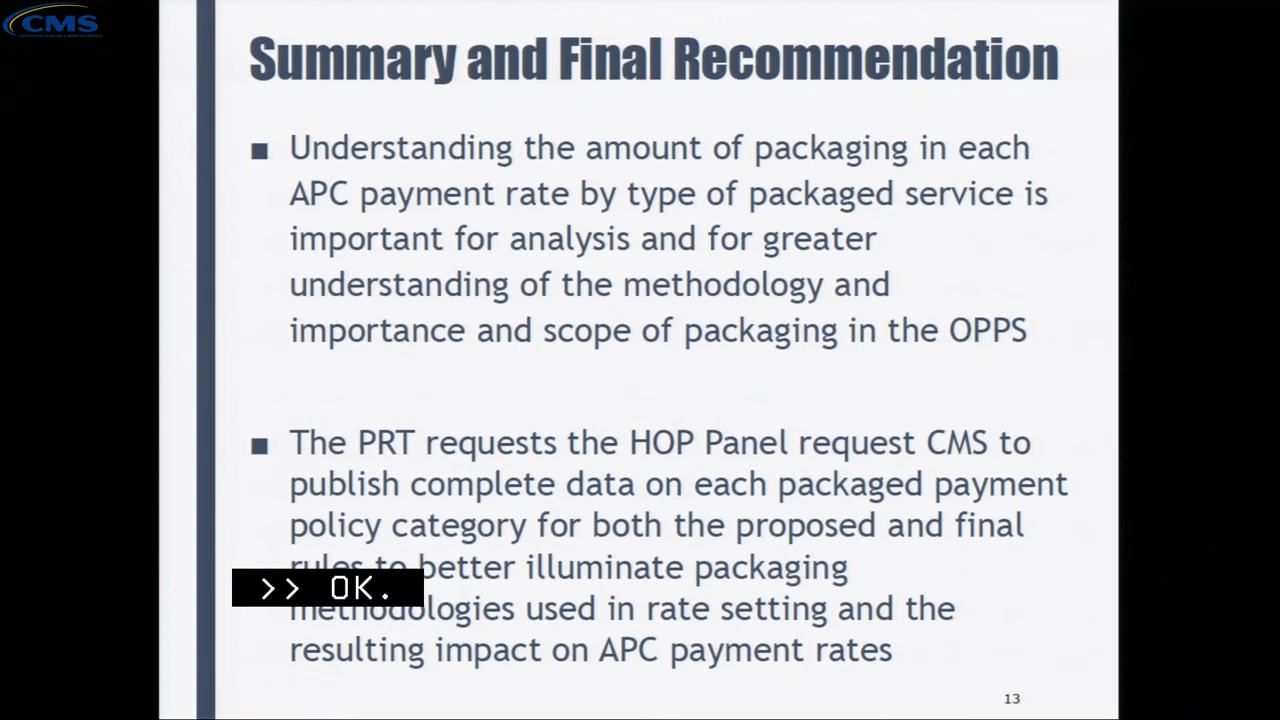 CMS
Summary and Final Recommendation
■ Understanding the amount of packaging in each
APC payment rate by type of packaged service is
important for analysis and for greater
understanding of the methodology and
importance and scope of packaging in the OPPS
■ The PRT requests the HOP Panel request CMS to
publish complete data on each packaged payment
policy category for both the proposed and final
rules to better illuminate packaging
>> OK.
methodologies used in rate setting and the
resulting impact on APC payment rates
13